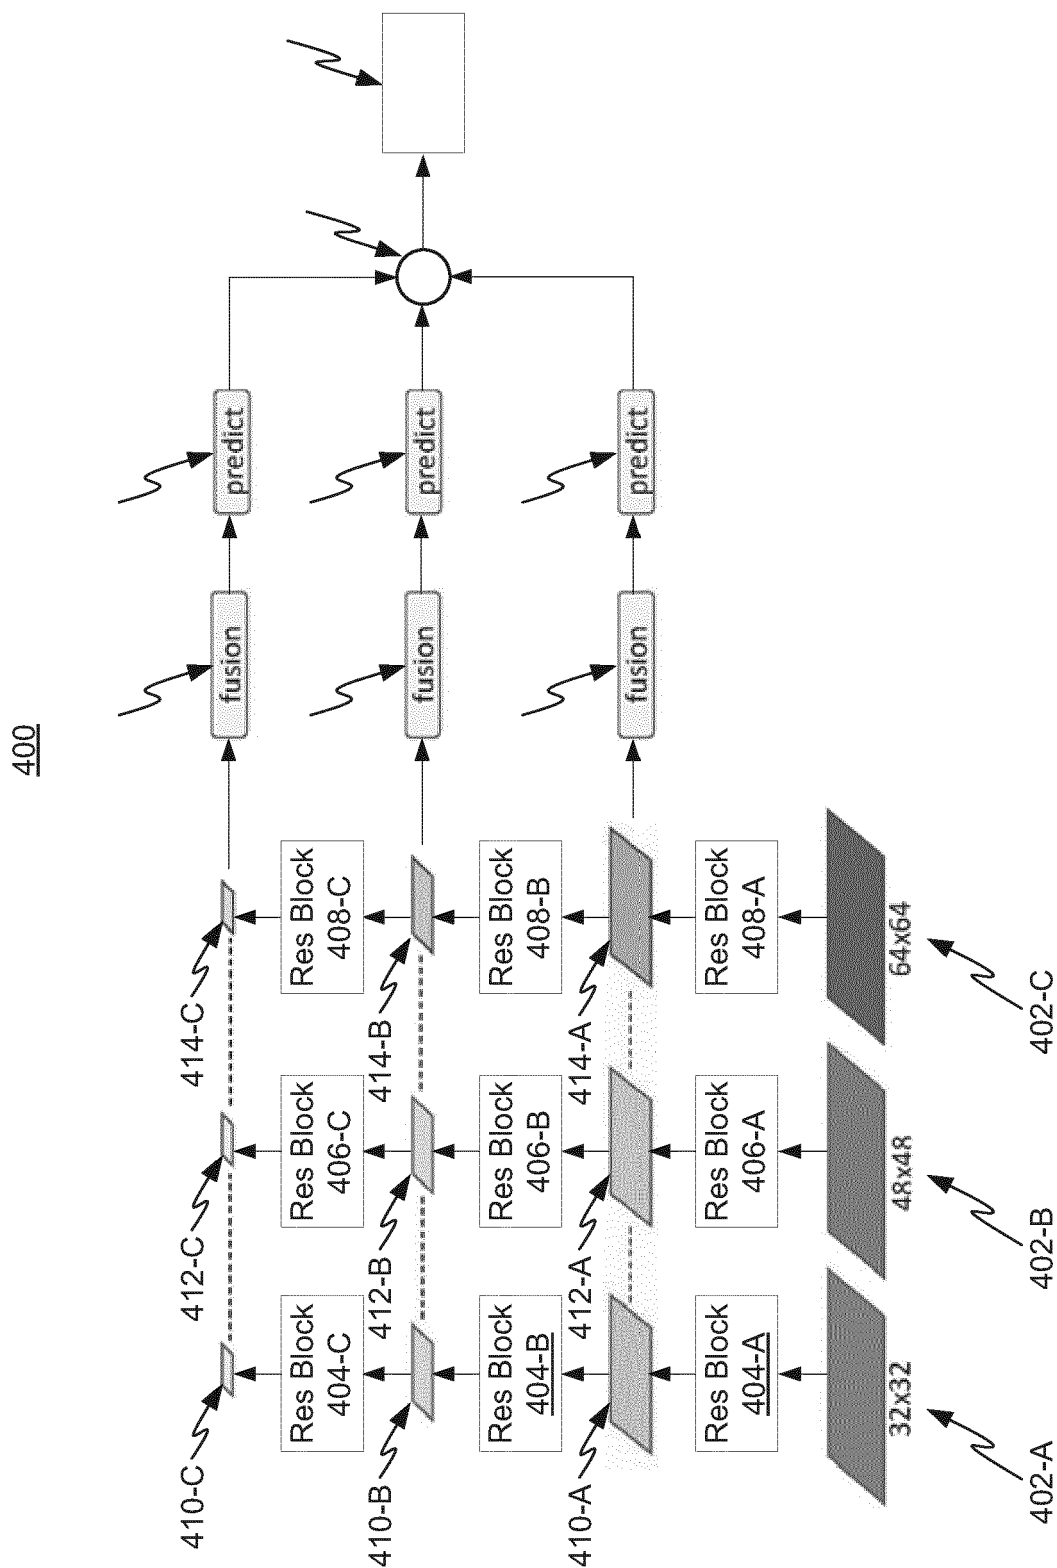 400
410-C
412-C
414-C
fusion
predict
Res Block
404-C
Res Block
406-C
Res Block
408-C
410-B
412-B
414-B
fusion
predict
Res Block
404-B
Res Block
406-B
Res Block
408-B
410-A
412-A
414-A
fusion
predict
Res Block
404-A
Res Block
406-A
Res Block
408-A
32x32
48x48
64x64
402-A
402-B
402-C